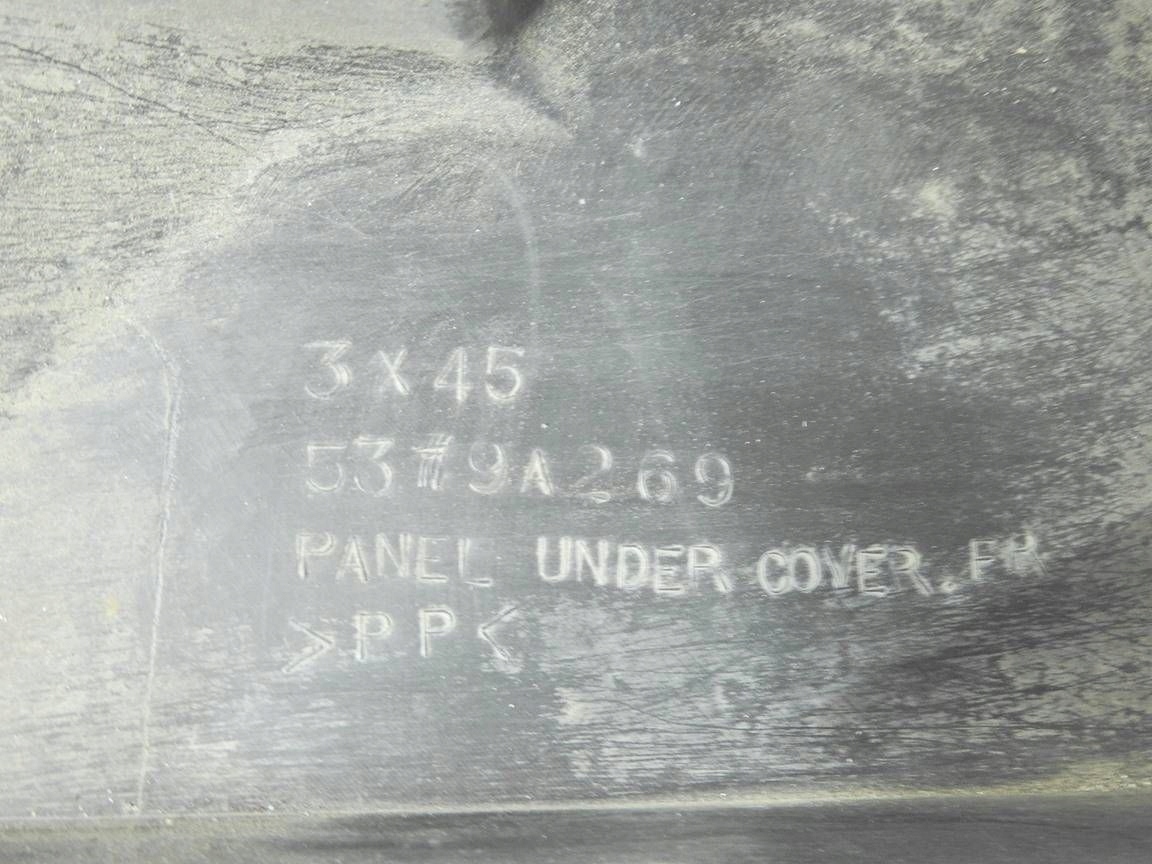 3X45
53#9A269
PANEL UNDER COVER.FR
>PP<